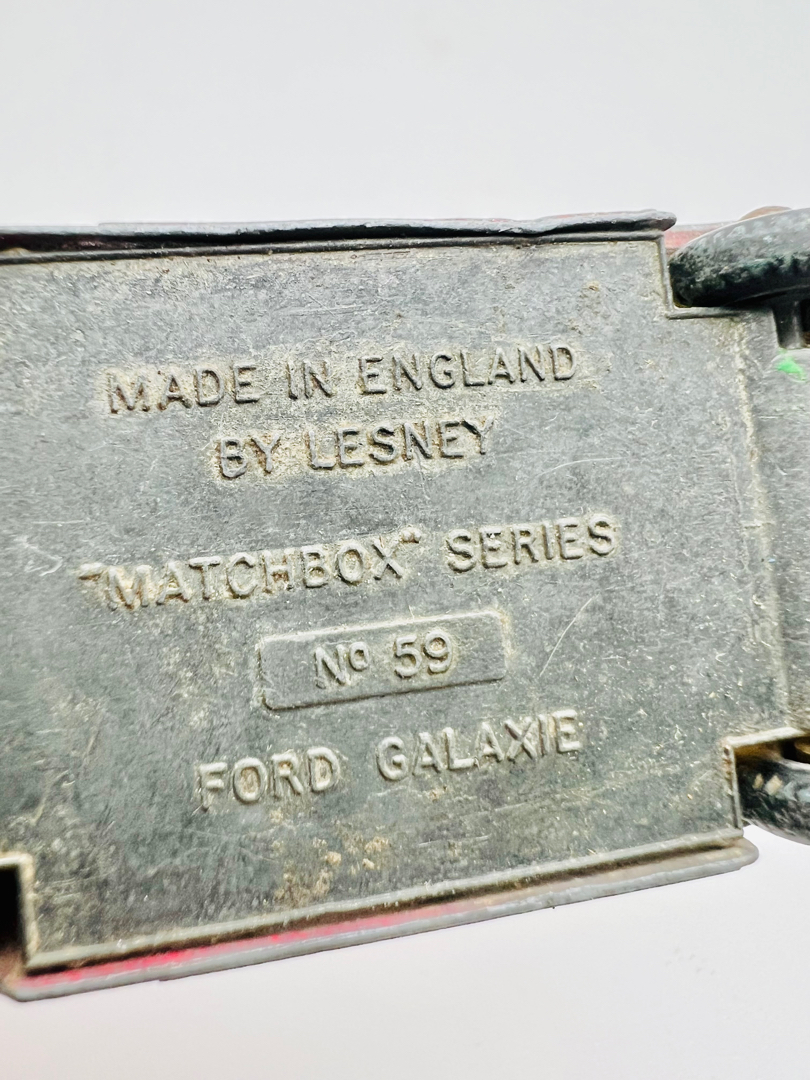 MADE IN ENGLAND
BY LESNEY
"MATCHBOX" SERIES
Nº 59
FORD GALAXIE